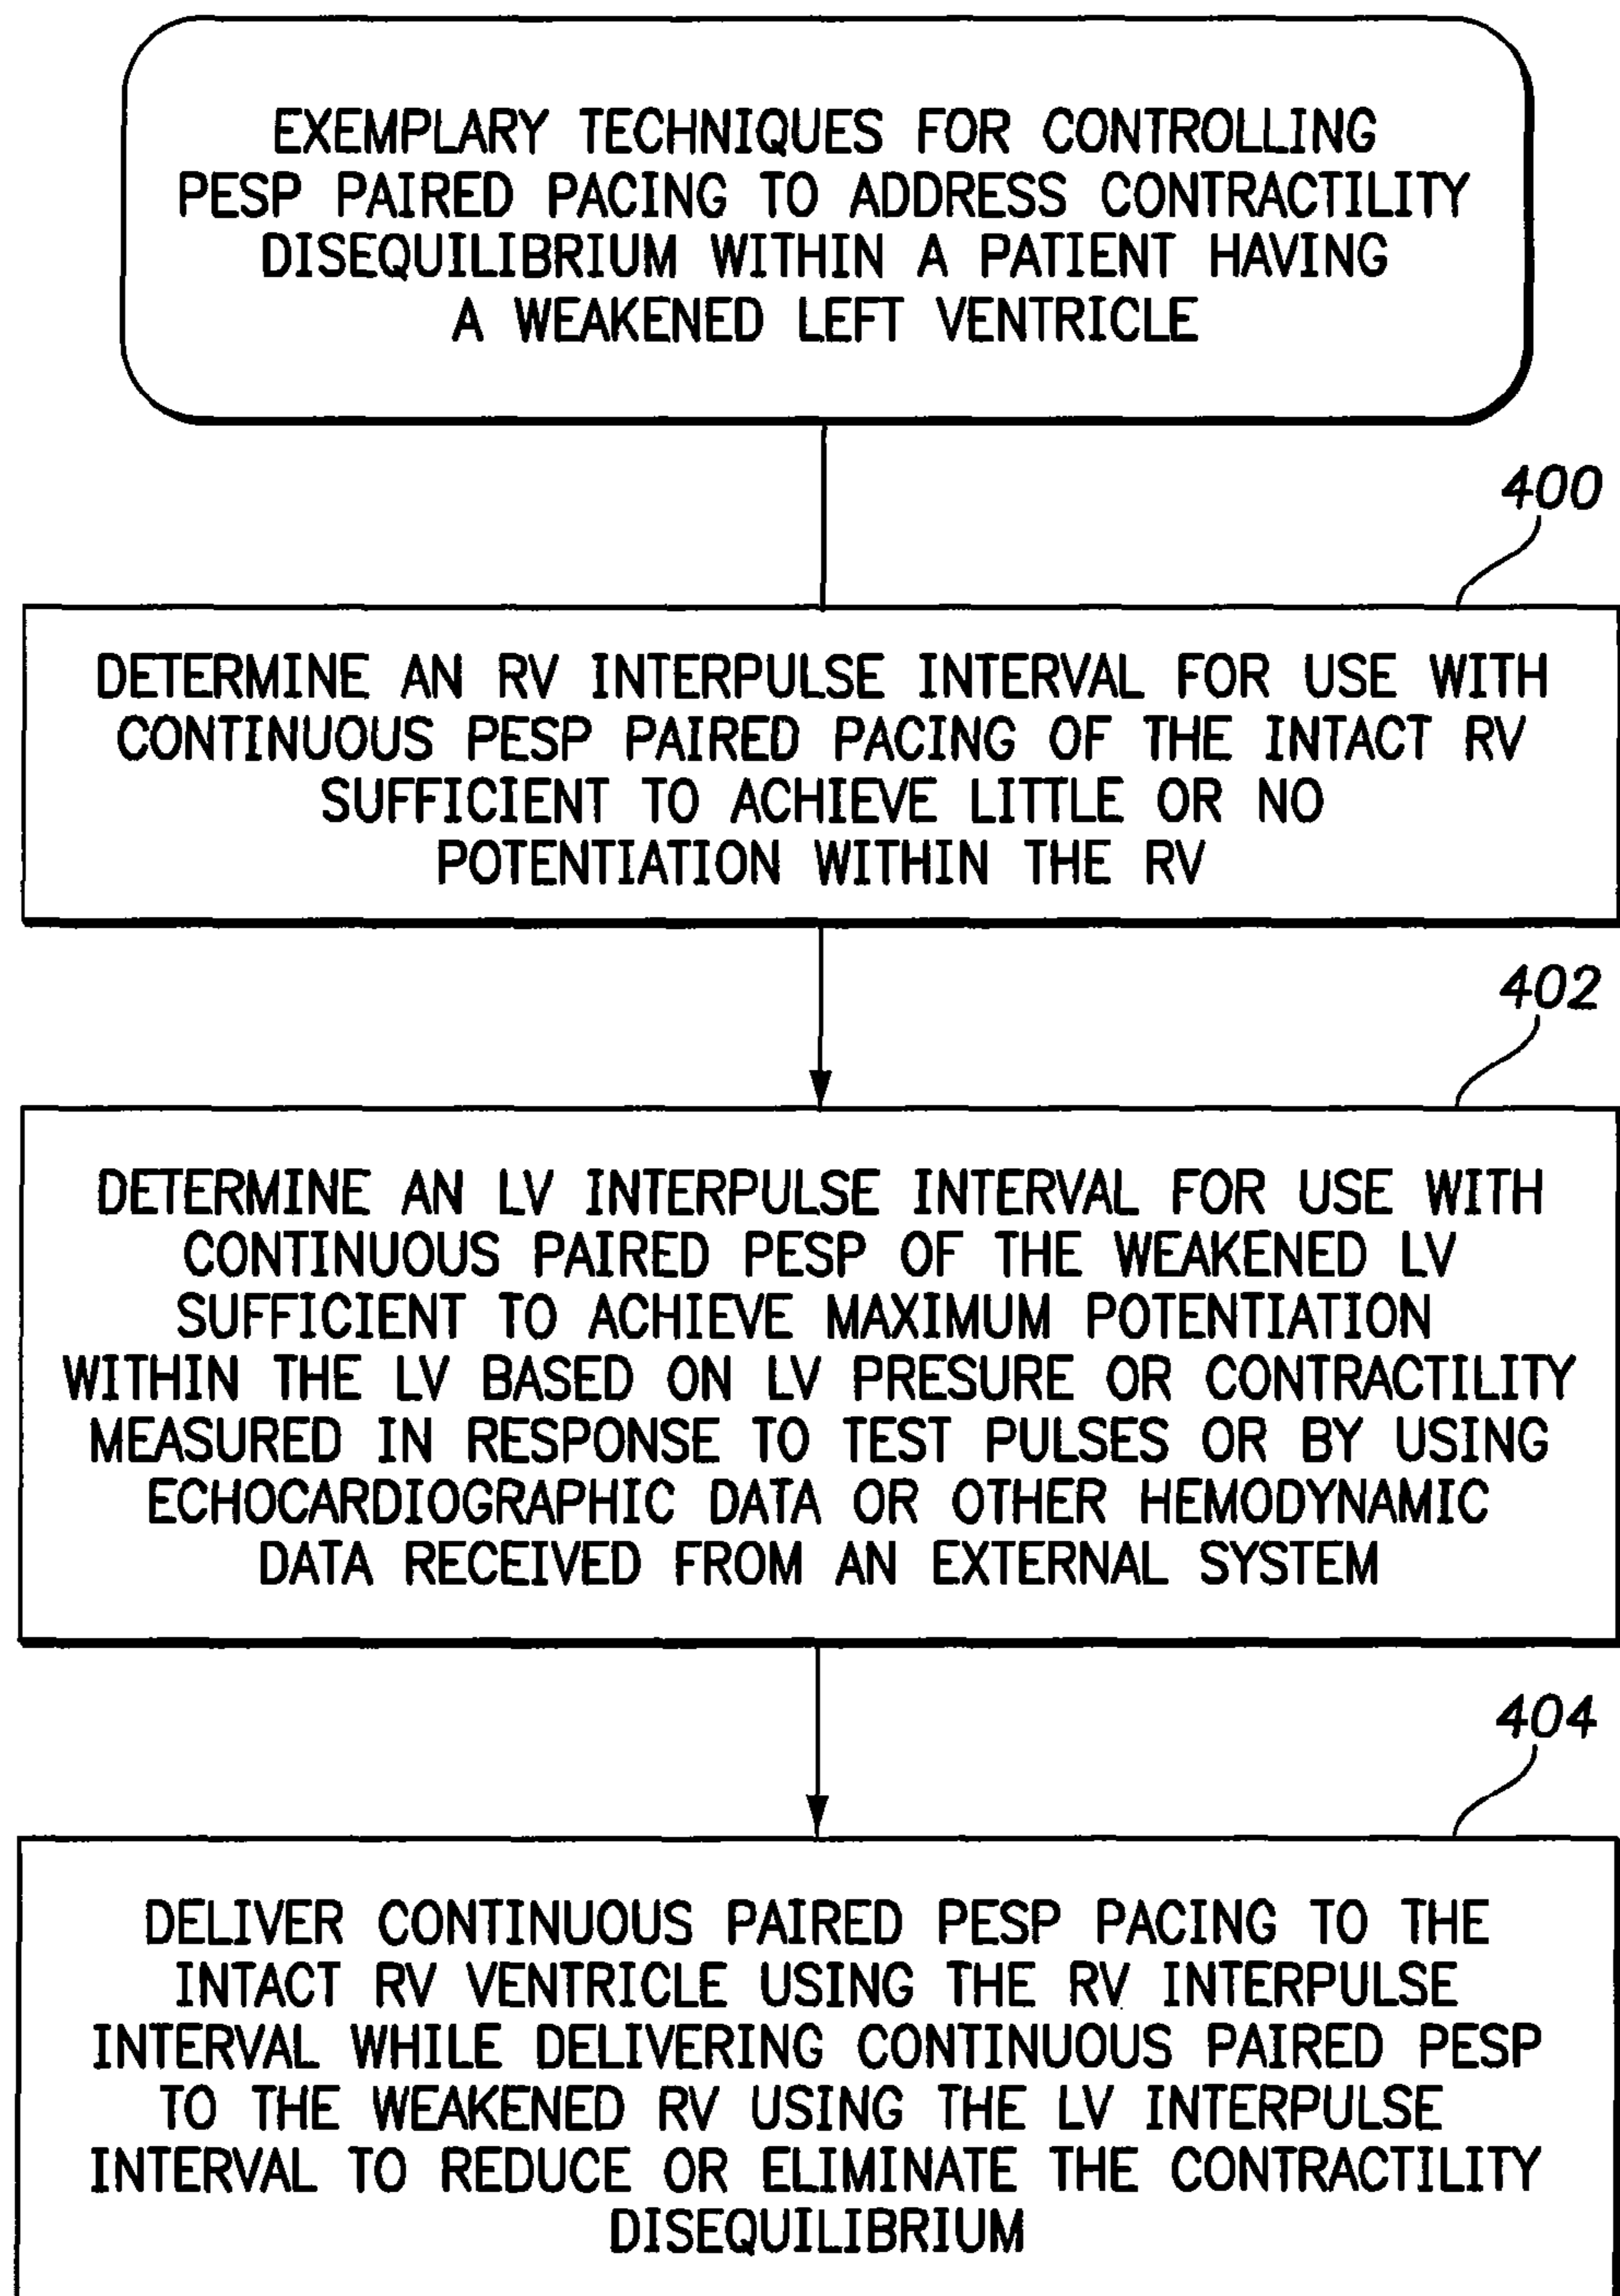 EXEMPLARY TECHNIQUES FOR CONTROLLING
PESP PAIRED PACING TO ADDRESS CONTRACTILITY
DISEQUILIBRIUM WITHIN A PATIENT HAVING
A WEAKENED LEFT VENTRICLE
400
DETERMINE AN RV INTERPULSE INTERVAL FOR USE WITH
CONTINUOUS PESP PAIRED PACING OF THE INTACT RV
SUFFICIENT TO ACHIEVE LITTLE OR NO
POTENTIATION WITHIN THE RV
402
DETERMINE AN LV INTERPULSE INTERVAL FOR USE WITH
CONTINUOUS PAIRED PESP OF THE WEAKENED LV
SUFFICIENT TO ACHIEVE MAXIMUM POTENTIATION
WITHIN THE LV BASED ON LV PRESURE OR CONTRACTILITY
MEASURED IN RESPONSE TO TEST PULSES OR BY USING
ECHOCARDIOGRAPHIC DATA OR OTHER HEMODYNAMIC
DATA RECEIVED FROM AN EXTERNAL SYSTEM
404
DELIVER CONTINUOUS PAIRED PESP PACING TO THE
INTACT RV VENTRICLE USING THE RV INTERPULSE
INTERVAL WHILE DELIVERING CONTINUOUS PAIRED PESP
TO THE WEAKENED RV USING THE LV INTERPULSE
INTERVAL TO REDUCE OR ELIMINATE THE CONTRACTILITY
DISEQUILIBRIUM